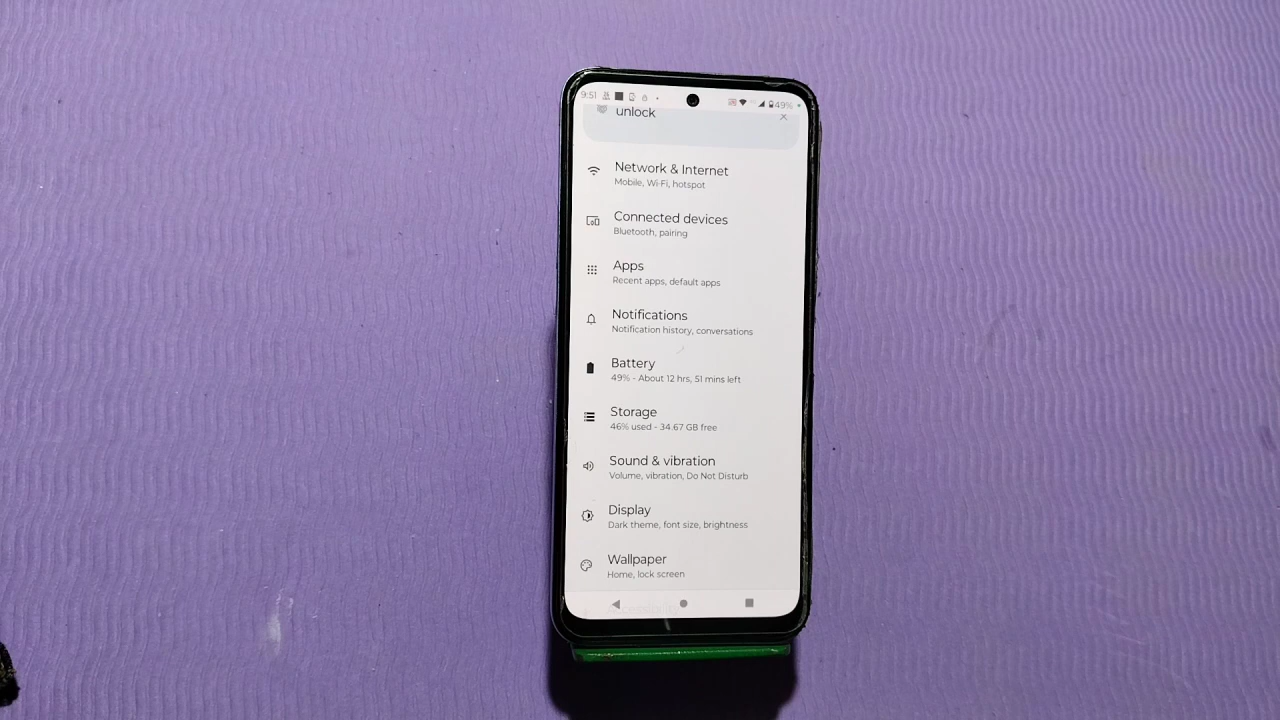 9:51 49%
unlock
Network & Internet
Mobile, Wi-Fi, hotspot
Connected devices
Bluetooth, pairing
Apps
Recent apps, default apps
Notifications
Notification history, conversations
Battery
49% - About 12 hrs, 51 mins left
Storage
46% used - 34.67 GB free
Sound & vibration
Volume, vibration, Do Not Disturb
Display
Dark theme, font size, brightness
Wallpaper
Home, lock screen
Accessibility